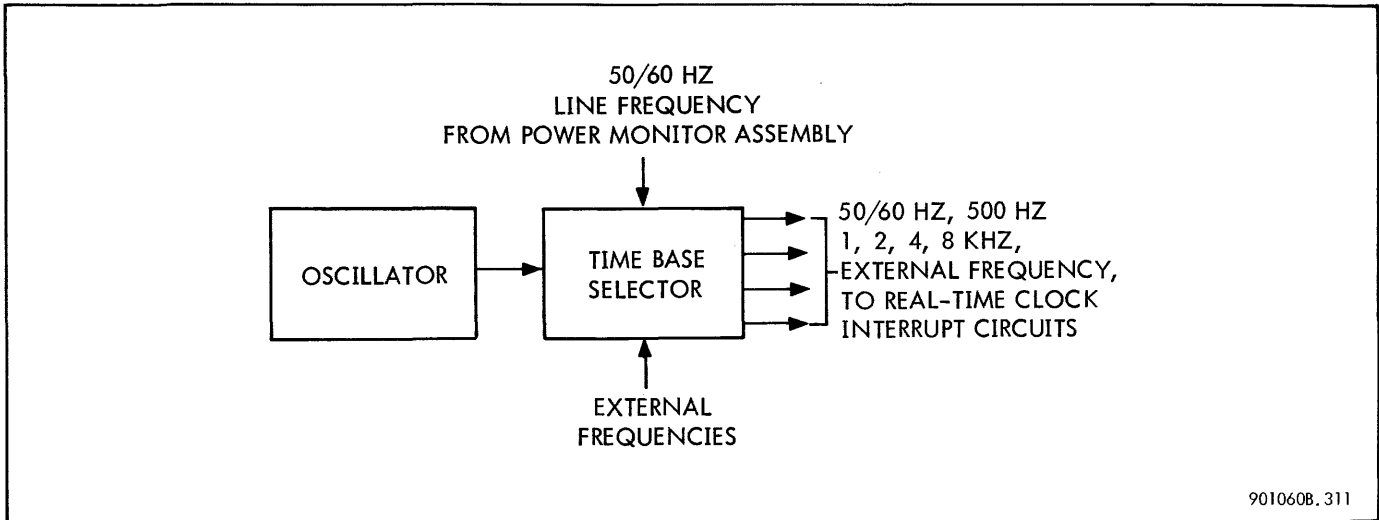 50/60 HZ
LINE FREQUENCY
FROM POWER MONITOR ASSEMBLY
OSCILLATOR
TIME BASE
SELECTOR
50/60 HZ, 500 HZ
1, 2, 4, 8 KHZ,
EXTERNAL FREQUENCY,
TO REAL-TIME CLOCK
INTERRUPT CIRCUITS
EXTERNAL
FREQUENCIES
901060B.311